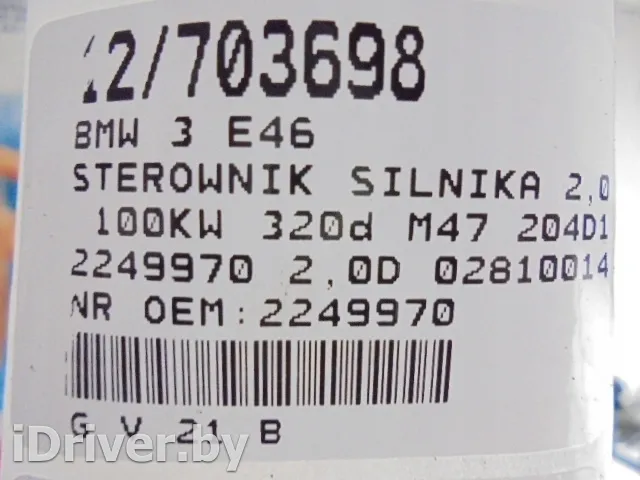 12/703698
BMW 3 E46
STEROWNIK SILNIKA 2,0
100KW 320d M47 204D1
2249970 2,0D 02810014
NR OEM:2249970
G V 21 B
iDriver.by